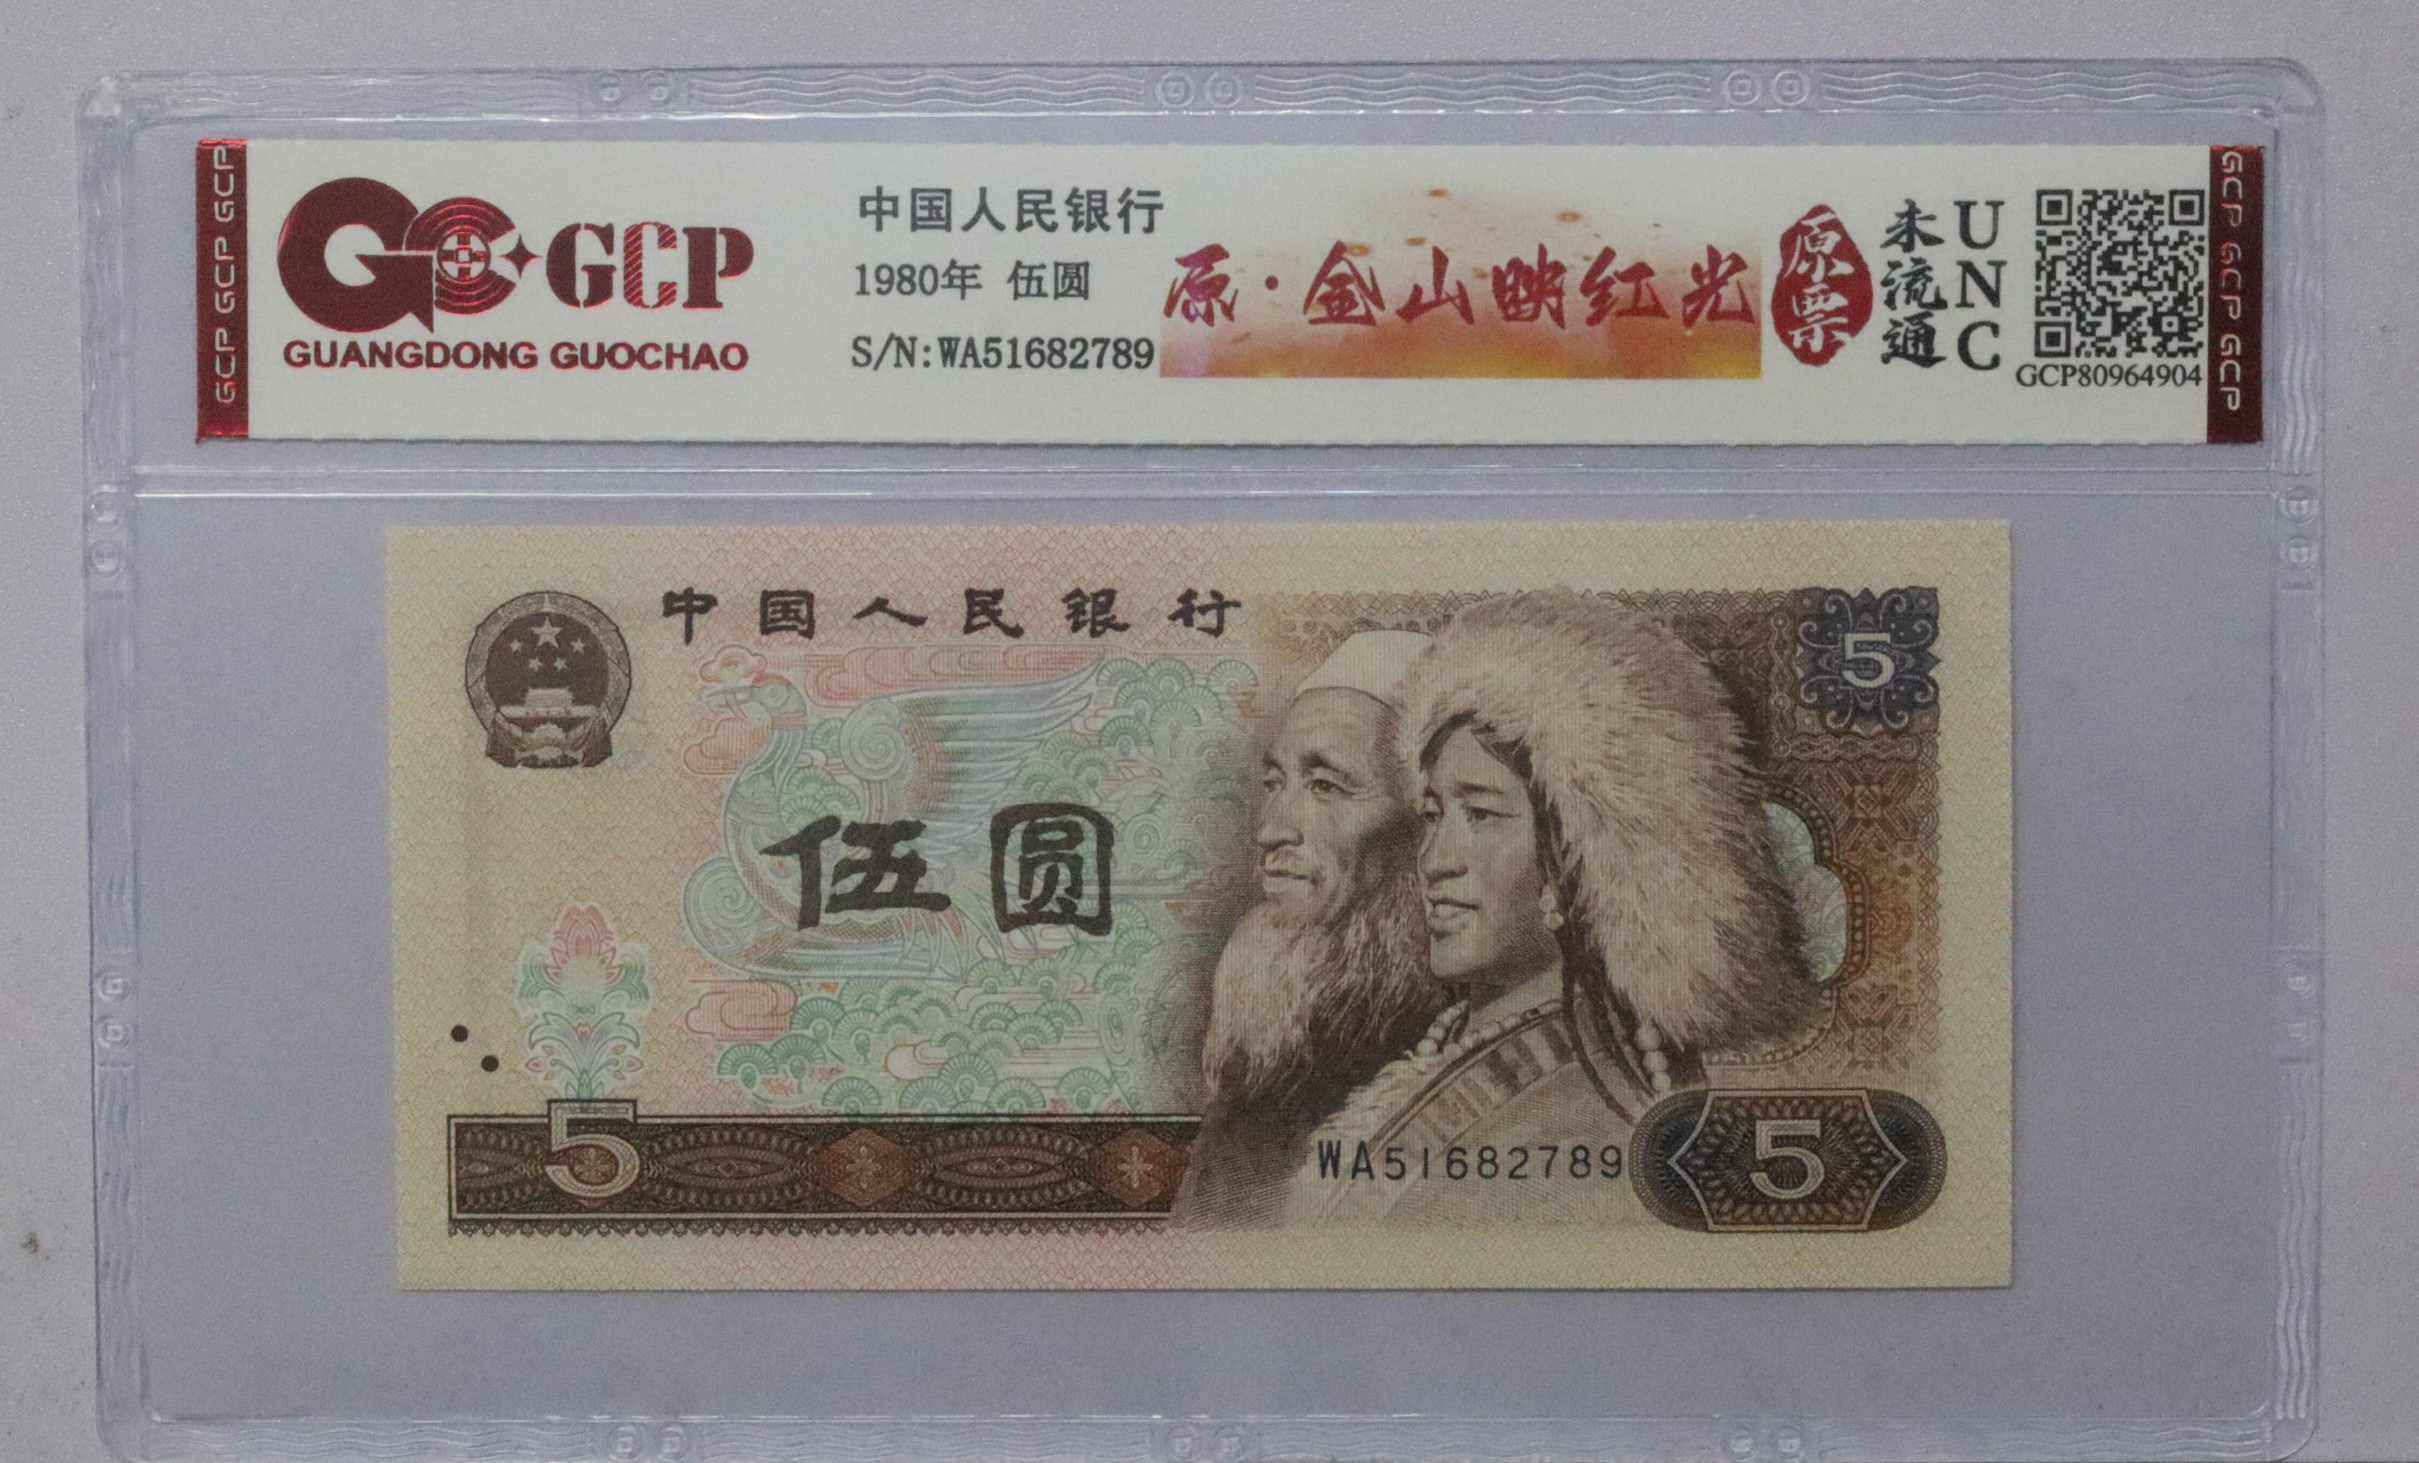 GCP GCP GCP
GCP
GUANGDONG GUOCHAO
中国人民银行
1980年 伍圆
S/N:WA51682789
原·金山映红光
原票
未流通
UNC
GCP80964904
GCP GCP GCP
中国人民银行
5
伍圆
5
WA51682789
5